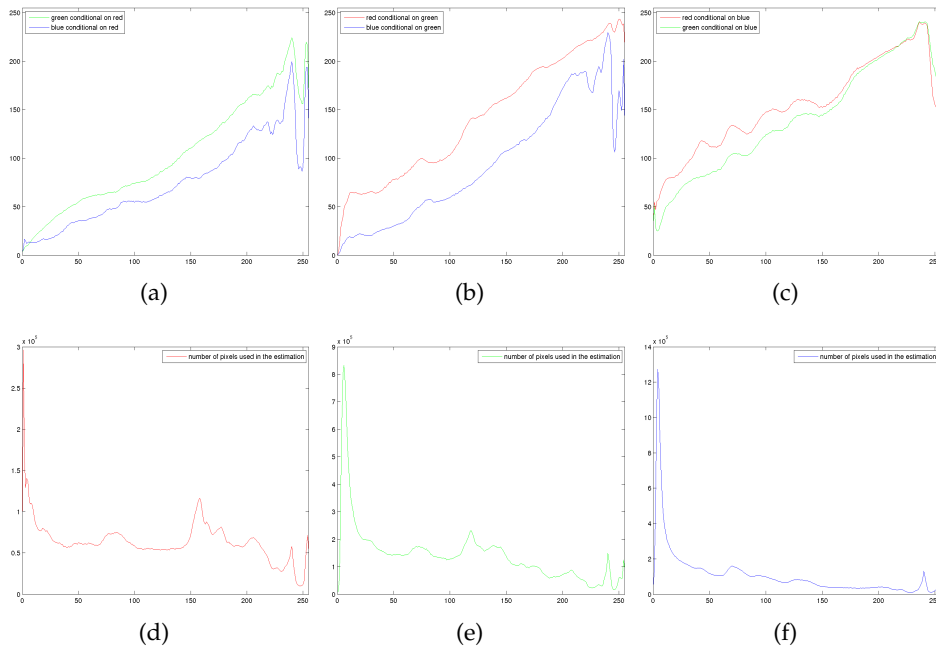 250
200
150
100
50
0
0 50 100 150 200 250
green conditional on red
blue conditional on red
(a)
250
200
150
100
50
0
0 50 100 150 200 250
red conditional on green
blue conditional on green
(b)
250
200
150
100
50
0
0 50 100 150 200 250
red conditional on blue
green conditional on blue
(c)
x 10
3
2.5
2
1.5
1
0.5
0
0 50 100 150 200 250
number of pixels used in the estimation
(d)
x 10
9
8
7
6
5
4
3
2
1
0
0 50 100 150 200 250
number of pixels used in the estimation
(e)
x 10
14
12
10
8
6
4
2
0
0 50 100 150 200 250
number of pixels used in the estimation
(f)